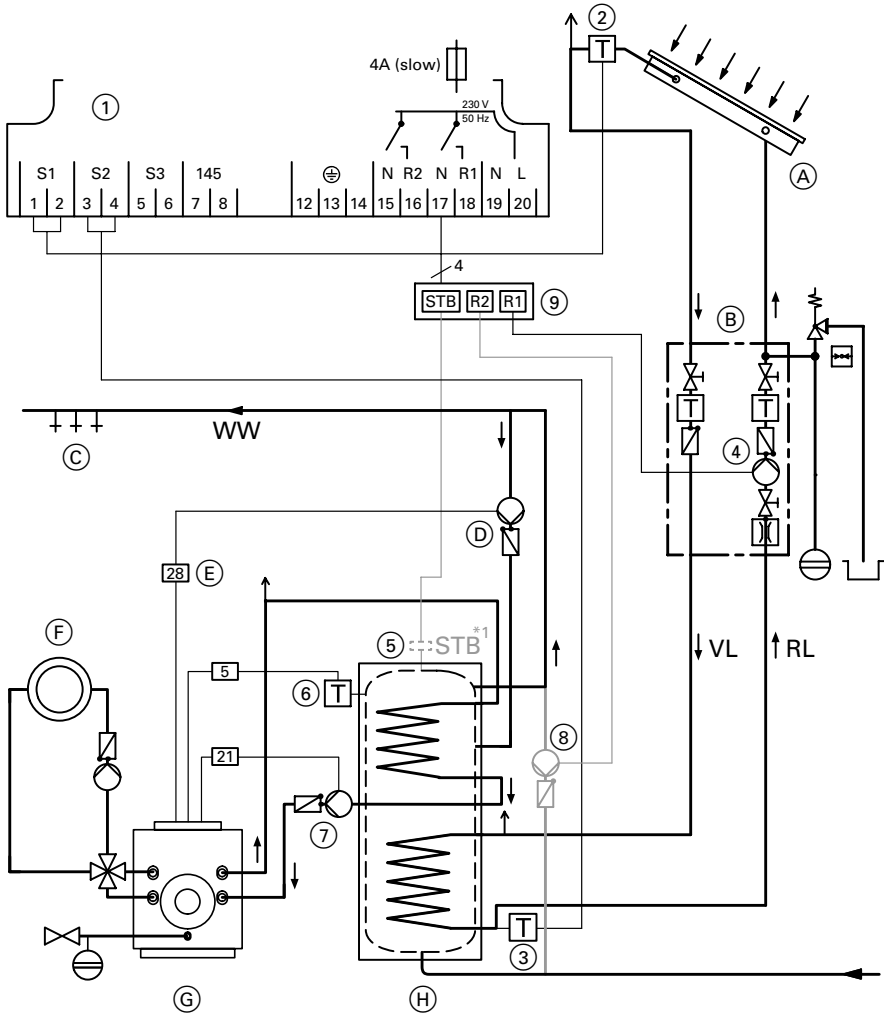 2
T
4A (slow)
1
230 V
50 Hz
A
S1 S2 S3 145 N R2 N R1 N L
1 2 3 4 5 6 7 8 12 13 14 15 16 17 18 19 20
4
STB R2 R1 9
B
WW
C
T T
4
D
28 E
F
5 STB*1
VL RL
5
6 T
8
21
7
3 T
G
H
A